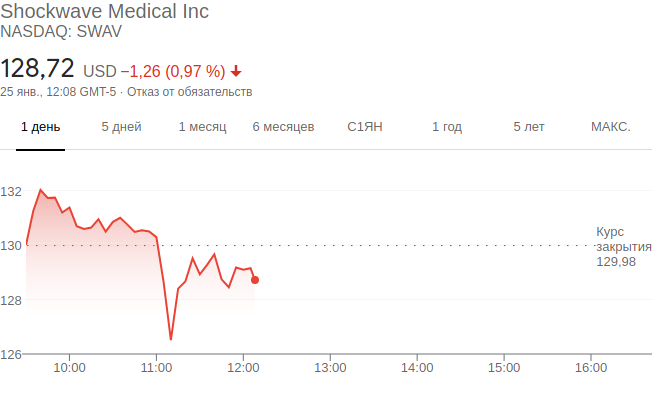 Shockwave Medical Inc
NASDAQ: SWAV
128,72 USD −1,26 (0,97 %)
25 янв., 12:08 GMT-5 · Отказ от обязательств
1 день 5 дней 1 месяц 6 месяцев С1ЯН 1 год 5 лет МАКС.
132
130
128
126
Курс
закрытия
129,98
10:00 11:00 12:00 13:00 14:00 15:00 16:00